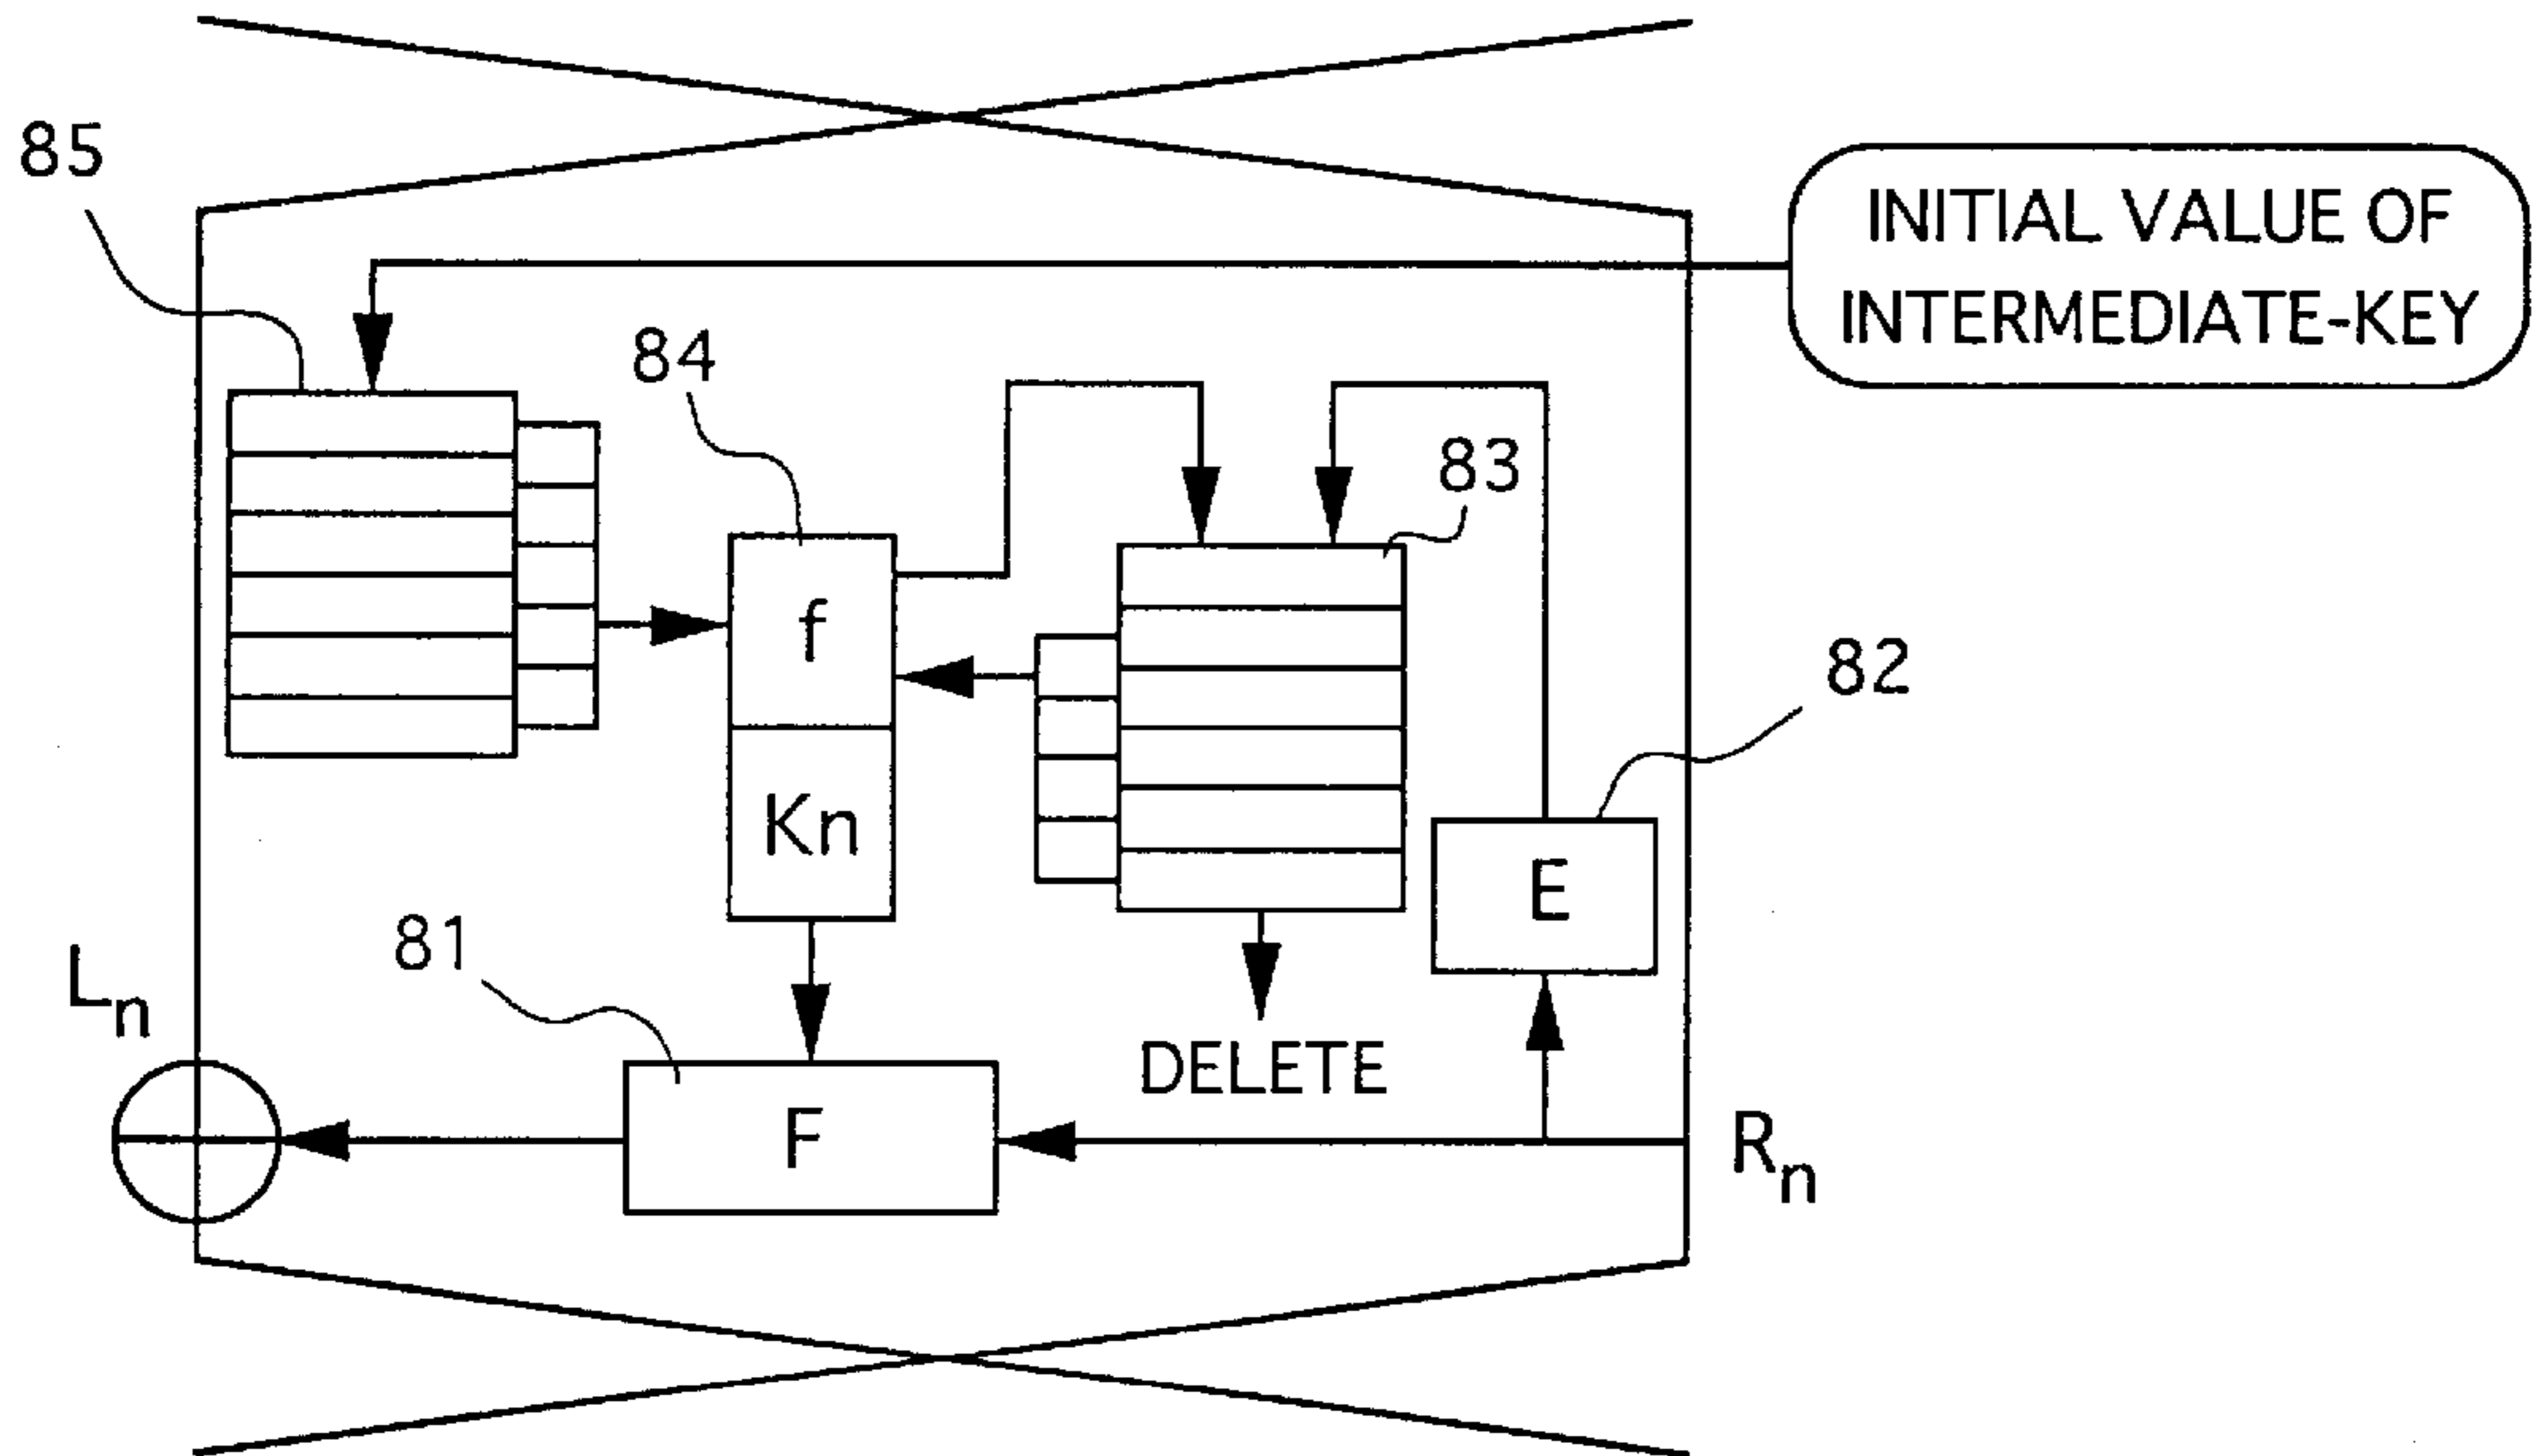 85
INITIAL VALUE OF
INTERMEDIATE-KEY
84
83
f
82
Kn
E
81
Ln
DELETE
F
Rn